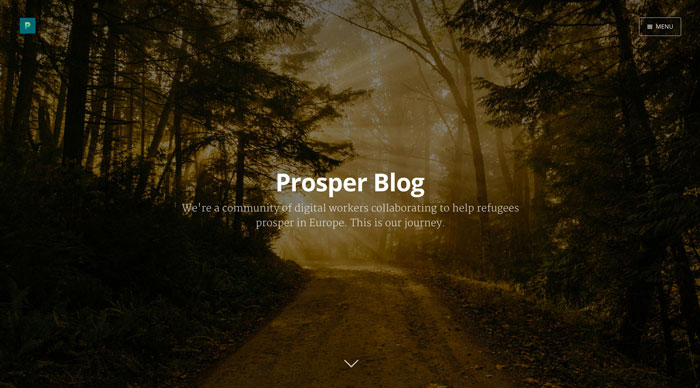 P
MENU
Prosper Blog
We're a community of digital workers collaborating to help refugees
prosper in Europe. This is our journey.